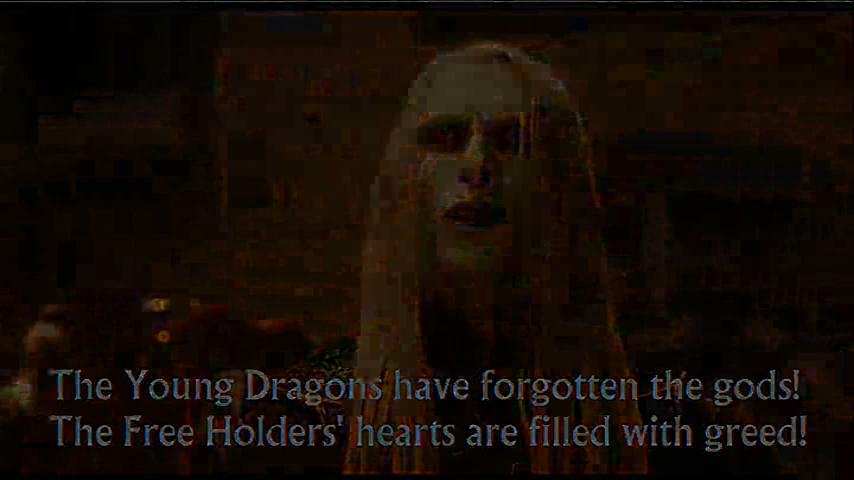 The Young Dragons have forgotten the gods!
The Free Holders' hearts are filled with greed!